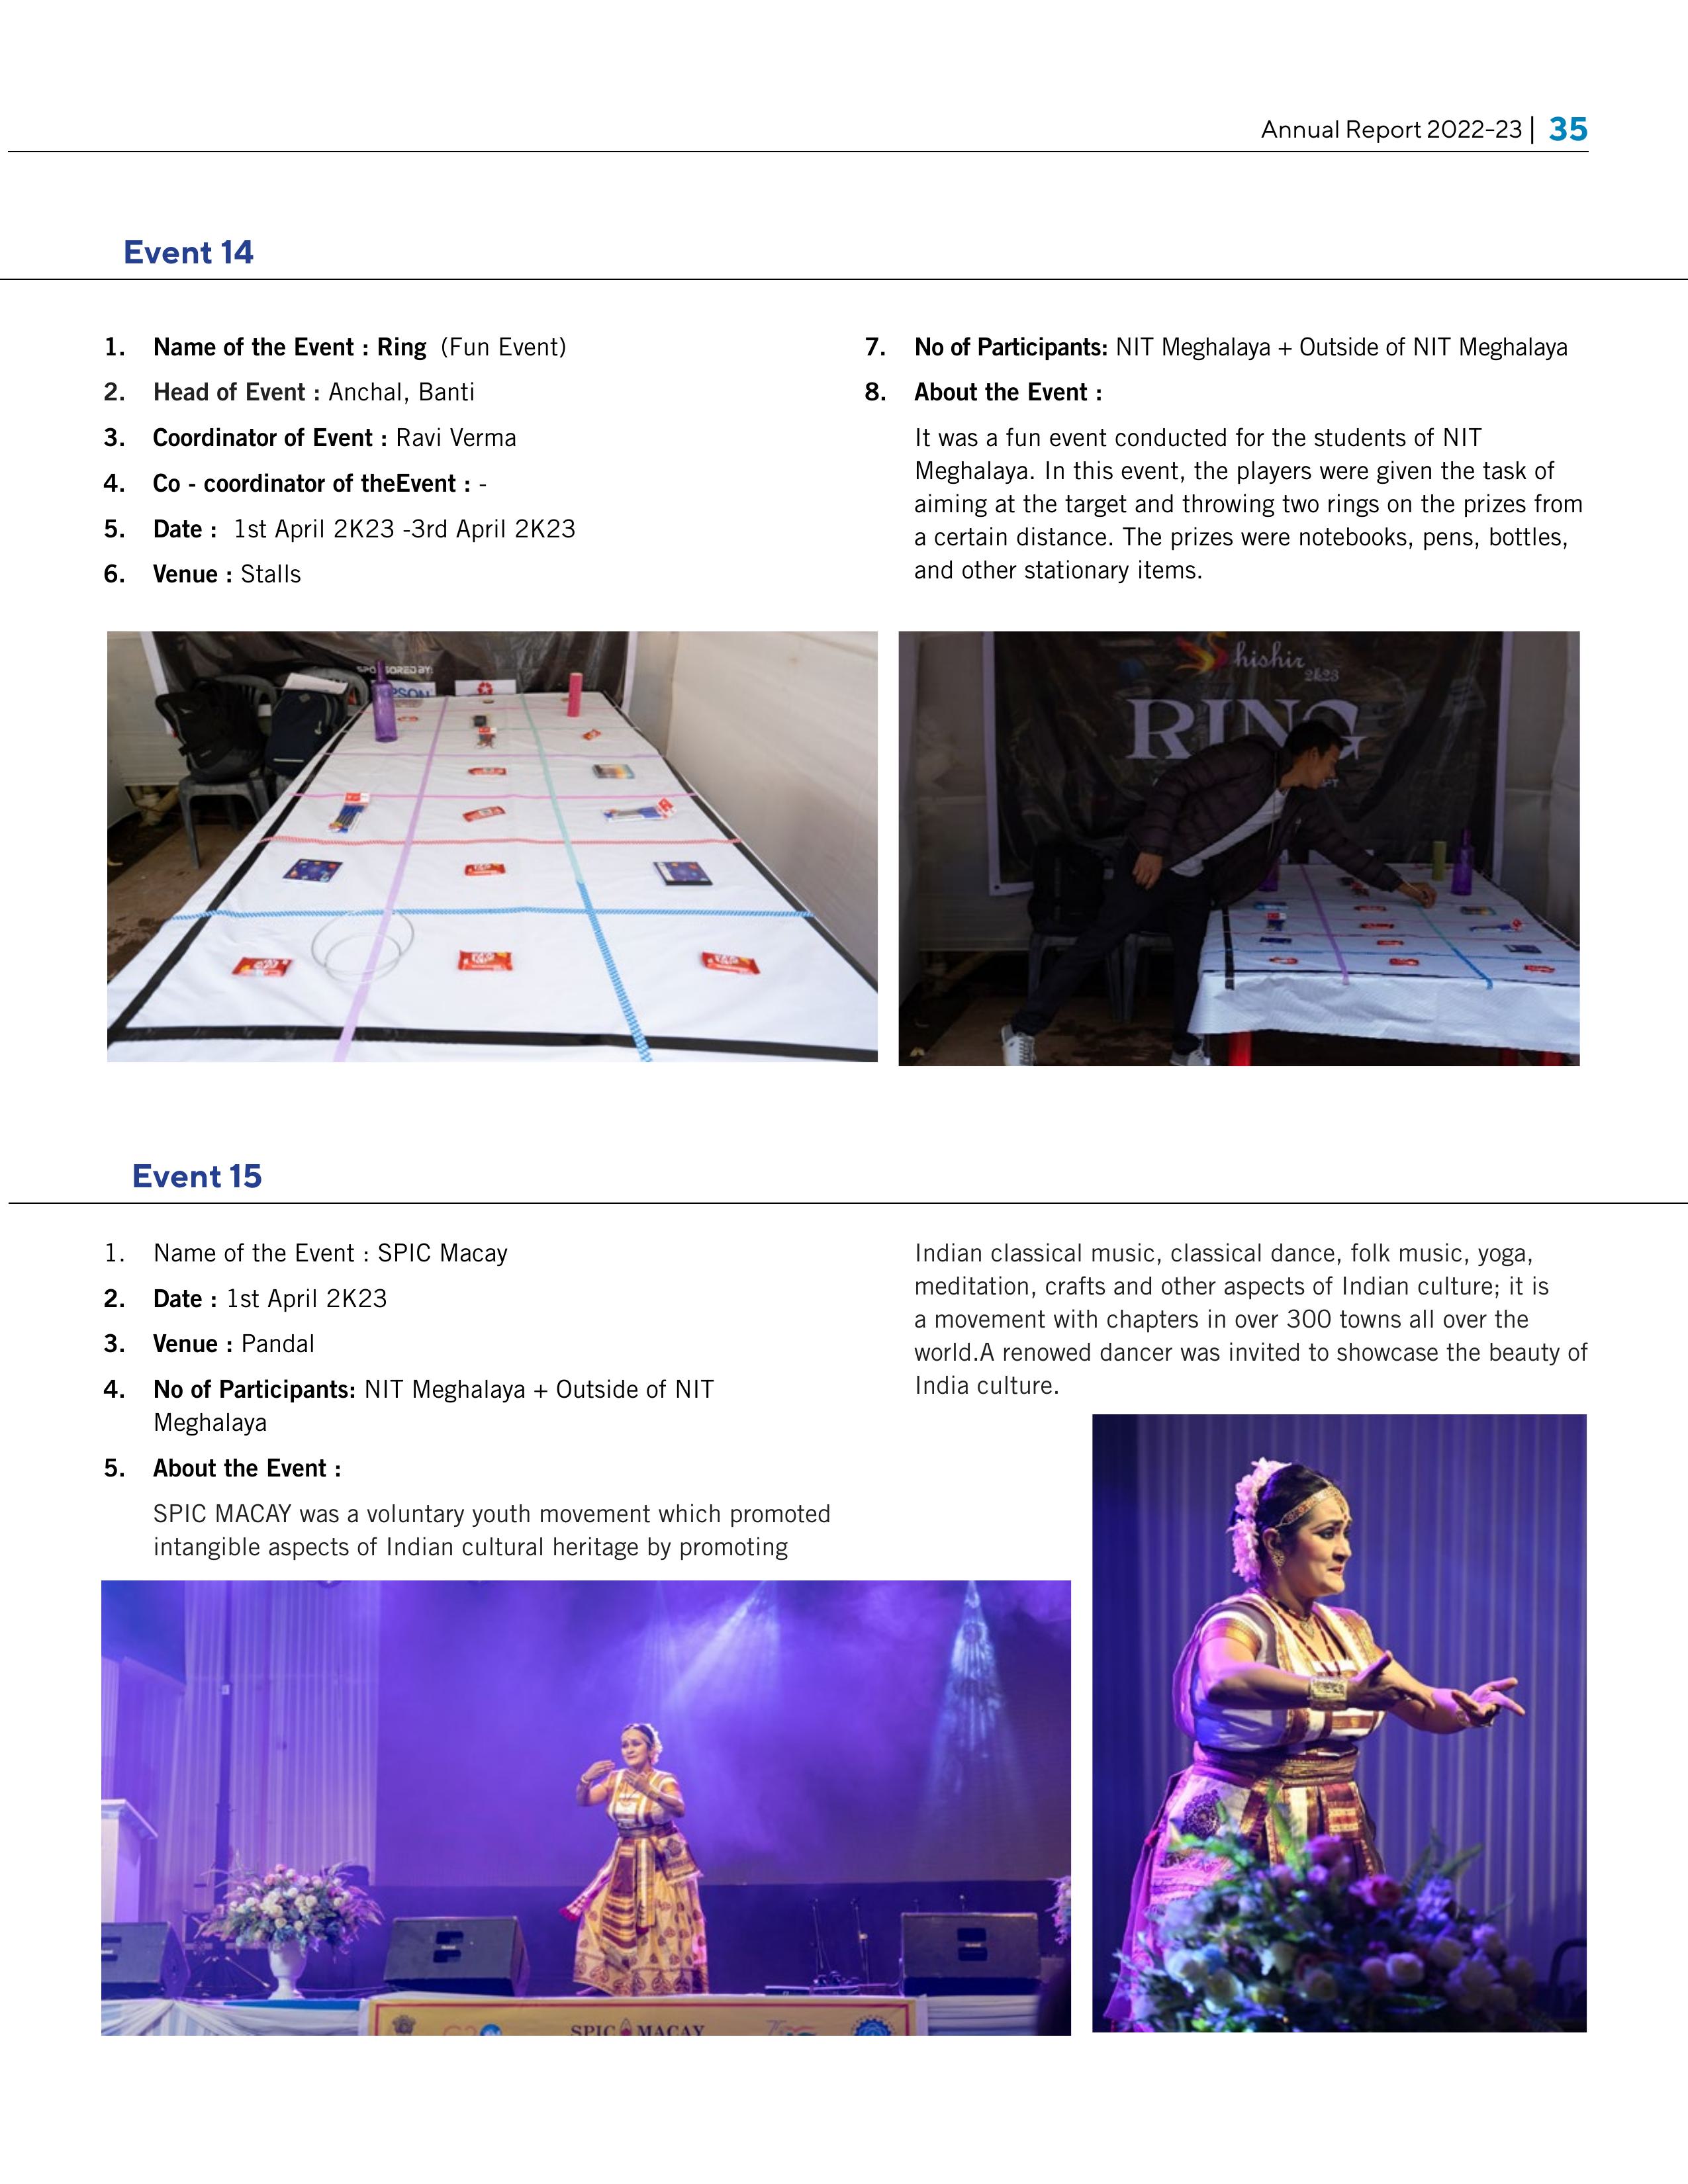 Annual Report 2022-23 | 35
Event 14
1. Name of the Event : Ring (Fun Event)
2. Head of Event : Anchal, Banti
3. Coordinator of Event : Ravi Verma
4. Co - coordinator of theEvent : -
5. Date : 1st April 2K23 -3rd April 2K23
6. Venue : Stalls
7. No of Participants: NIT Meghalaya + Outside of NIT Meghalaya
8. About the Event :
It was a fun event conducted for the students of NIT
Meghalaya. In this event, the players were given the task of
aiming at the target and throwing two rings on the prizes from
a certain distance. The prizes were notebooks, pens, bottles,
and other stationary items.
SPONSORED BY:
Shishir
2k23
RING
Event 15
1. Name of the Event : SPIC Macay
2. Date : 1st April 2K23
3. Venue : Pandal
4. No of Participants: NIT Meghalaya + Outside of NIT
Meghalaya
5. About the Event :
SPIC MACAY was a voluntary youth movement which promoted
intangible aspects of Indian cultural heritage by promoting
Indian classical music, classical dance, folk music, yoga,
meditation, crafts and other aspects of Indian culture; it is
a movement with chapters in over 300 towns all over the
world.A renowed dancer was invited to showcase the beauty of
India culture.
SPIC MACAY